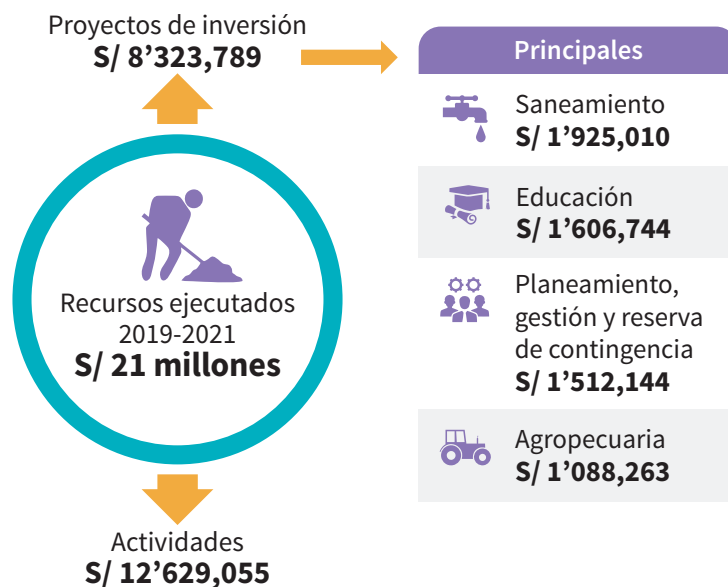 Proyectos de inversión
S/ 8’323,789
Recursos ejecutados
2019-2021
S/ 21 millones
Actividades
S/ 12’629,055
Principales
Saneamiento
S/ 1’925,010
Educación
S/ 1’606,744
Planeamiento,
gestión y reserva
de contingencia
S/ 1’512,144
Agropecuaria
S/ 1’088,263